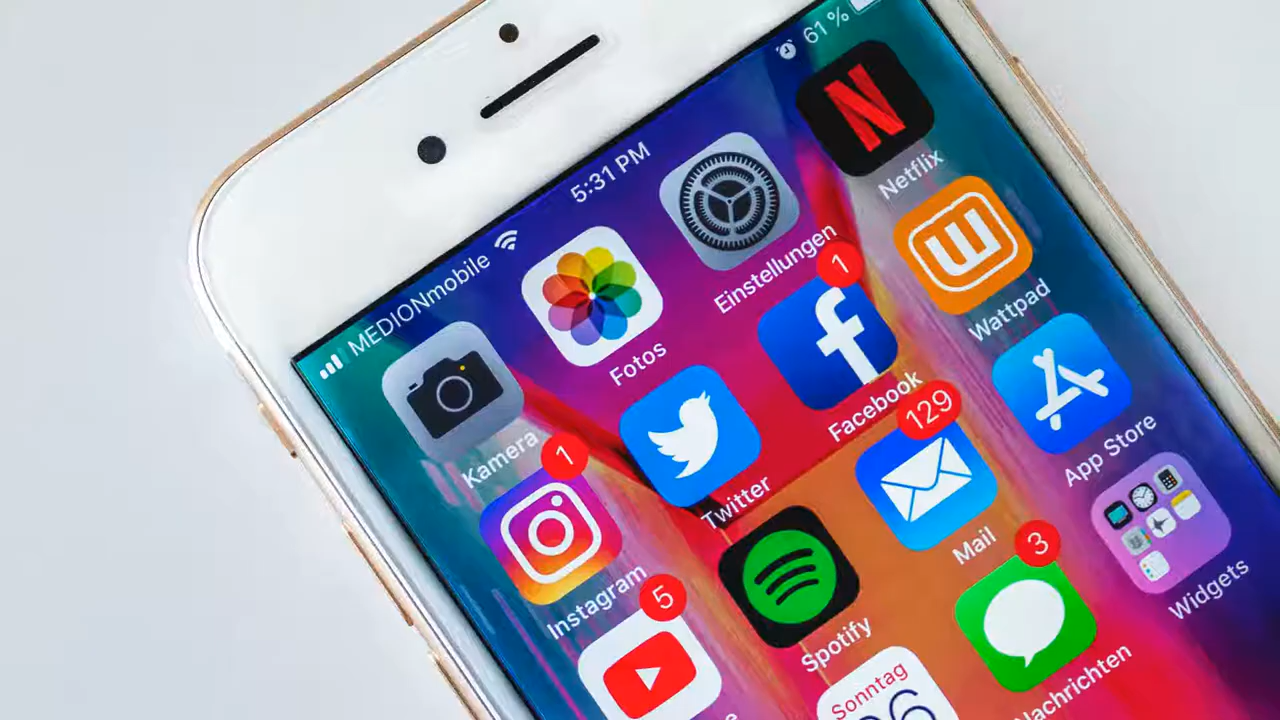 MEDIONmobile
5:31 PM
61 %
Kamera
Fotos
Einstellungen
Netflix
1
Instagram
Twitter
1
Facebook
Wattpad
5
Spotify
129
Mail
App Store
Sonntag
3
Nachrichten
Widgets